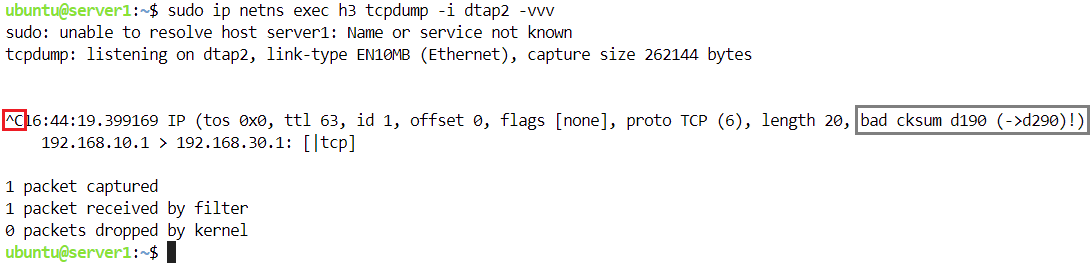 ubuntu@server1:~$ sudo ip netns exec h3 tcpdump -i dtap2 -vvv
sudo: unable to resolve host server1: Name or service not known
tcpdump: listening on dtap2, link-type EN10MB (Ethernet), capture size 262144 bytes
^C16:44:19.399169 IP (tos 0x0, ttl 63, id 1, offset 0, flags [none], proto TCP (6), length 20, bad cksum d190 (->d290)!)
192.168.10.1 > 192.168.30.1: [|tcp]
1 packet captured
1 packet received by filter
0 packets dropped by kernel
ubuntu@server1:~$